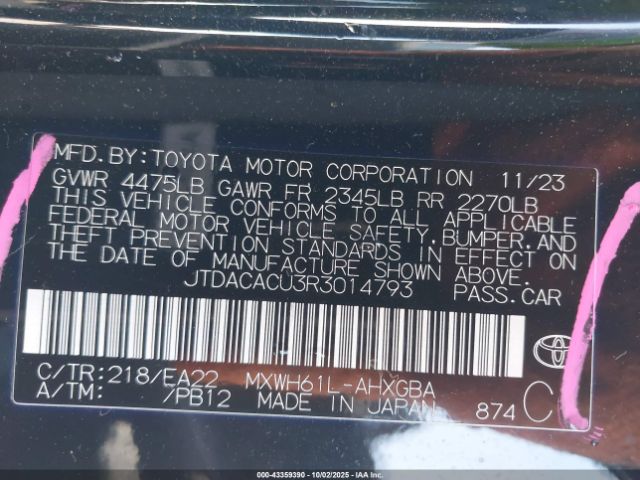 MFD. BY: TOYOTA MOTOR CORPORATION 11/23
GVWR 4475LB GAWR FR 2345LB RR 2270LB
THIS VEHICLE CONFORMS TO ALL APPLICABLE
FEDERAL MOTOR VEHICLE SAFETY, BUMPER, AND
THEFT PREVENTION STANDARDS IN EFFECT ON
THE DATE OF MANUFACTURE SHOWN ABOVE.
JTDACACU3R3014793 PASS. CAR
C/TR: 218/EA22 MXWH61L-AHXGBA
A/TM: /PB12 MADE IN JAPAN 874 C
000-43359390 - 10/02/2025 - IAAI.COM